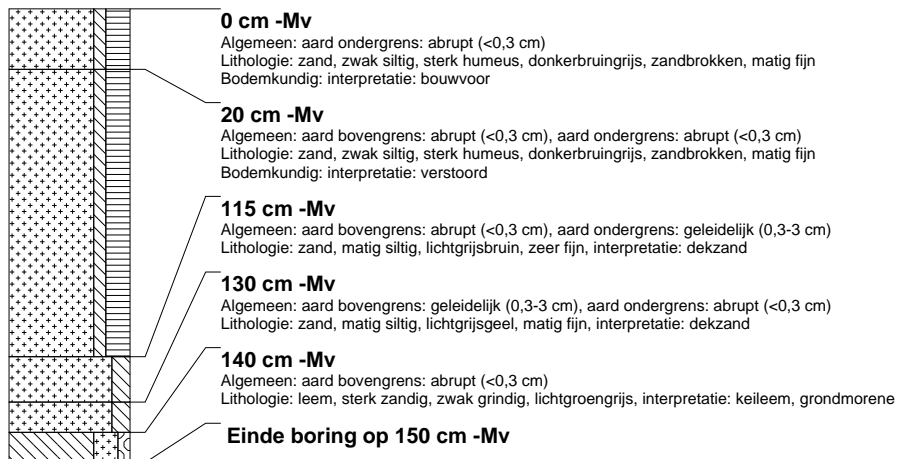 0 cm -Mv
Algemeen: aard ondergrens: abrupt (<0,3 cm)
Lithologie: zand, zwak siltig, sterk humeus, donkerbruingrijs, zandbrokken, matig fijn
Bodemkundig: interpretatie: bouwvoor
20 cm -Mv
Algemeen: aard bovengrens: abrupt (<0,3 cm), aard ondergrens: abrupt (<0,3 cm)
Lithologie: zand, zwak siltig, sterk humeus, donkerbruingrijs, zandbrokken, matig fijn
Bodemkundig: interpretatie: verstoord
115 cm -Mv
Algemeen: aard bovengrens: abrupt (<0,3 cm), aard ondergrens: geleidelijk (0,3-3 cm)
Lithologie: zand, matig siltig, lichtgrijsbruin, zeer fijn, interpretatie: dekzand
130 cm -Mv
Algemeen: aard bovengrens: geleidelijk (0,3-3 cm), aard ondergrens: abrupt (<0,3 cm)
Lithologie: zand, matig siltig, lichtgrijsgeel, matig fijn, interpretatie: dekzand
140 cm -Mv
Algemeen: aard bovengrens: abrupt (<0,3 cm)
Lithologie: leem, sterk zandig, zwak grindig, lichtgroengrijs, interpretatie: keileem, grondmorene
Einde boring op 150 cm -Mv